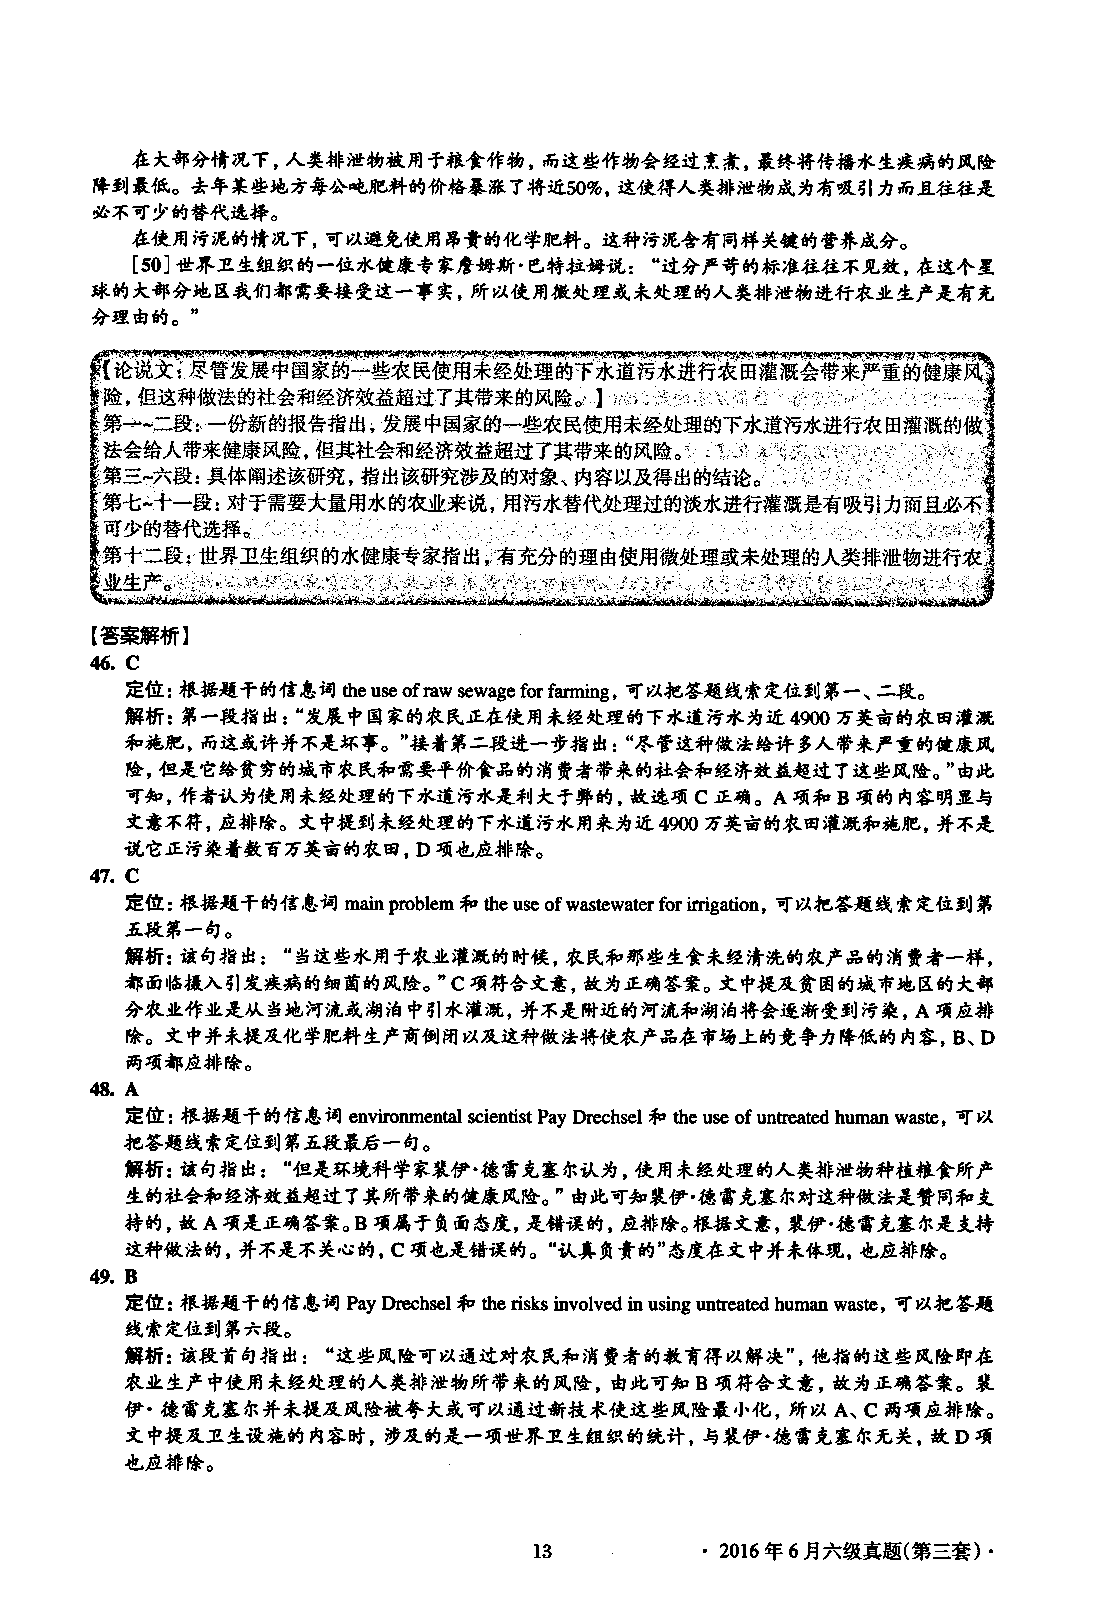 在大部分情况下，人类排泄物被用于粮食作物，而这些作物会经过烹煮，最终将传播水生疾病的风险
降到最低。去年某些地方每公吨肥料的价格暴涨了将近50%，这使得人类排泄物成为有吸引力而且往往是
必不可少的替代选择。
在使用污泥的情况下，可以避免使用昂贵的化学肥料。这种污泥含有同样关键的营养成分。
[50]世界卫生组织的一位水健康专家詹姆斯·巴特拉姆说：“过分严苛的标准往往不见效，在这个星
球的大部分地区我们都需要接受这一事实，所以使用微处理或未处理的人类排泄物进行农业生产是有充
分理由的。”
【论说文：尽管发展中国家的一些农民使用未经处理的下水道污水进行农田灌溉会带来严重的健康风
险，但这种做法的社会和经济效益超过了其带来的风险。】
第一~二段：一份新的报告指出，发展中国家的一些农民使用未经处理的下水道污水进行农田灌溉的做
法会给人带来健康风险，但其社会和经济效益超过了其带来的风险。
第三~六段：具体阐述该研究，指出该研究涉及的对象、内容以及得出的结论。
第七~十一段：对于需要大量用水的农业来说，用污水替代处理过的淡水进行灌溉是有吸引力而且必不
可少的替代选择。
第十二段：世界卫生组织的水健康专家指出，有充分的理由使用微处理或未处理的人类排泄物进行农
业生产。
【答案解析】
46. C
定位：根据题干的信息词 the use of raw sewage for farming，可以把答题线索定位到第一、二段。
解析：第一段指出：“发展中国家的农民正在使用未经处理的下水道污水为近 4900 万英亩的农田灌溉
和施肥，而这或许并不是坏事。”接着第二段进一步指出：“尽管这种做法给许多人带来严重的健康风
险，但是它给贫穷的城市农民和需要平价食品的消费者带来的社会和经济效益超过了这些风险。”由此
可知，作者认为使用未经处理的下水道污水是利大于弊的，故选项 C 正确。A 项和 B 项的内容明显与
文意不符，应排除。文中提到未经处理的下水道污水用来为近 4900 万英亩的农田灌溉和施肥，并不是
说它正污染着数百万英亩的农田，D 项也应排除。
47. C
定位：根据题干的信息词 main problem 和 the use of wastewater for irrigation，可以把答题线索定位到第
五段第一句。
解析：该句指出：“当这些水用于农业灌溉的时候，农民和那些生食未经清洗的农产品的消费者一样，
都面临摄入引发疾病的细菌的风险。”C 项符合文意，故为正确答案。文中提及贫困的城市地区的大部
分农业作业是从当地河流或湖泊中引水灌溉，并不是附近的河流和湖泊将会逐渐受到污染，A 项应排
除。文中并未提及化学肥料生产商倒闭以及这种做法将使农产品在市场上的竞争力降低的内容，B、D
两项都应排除。
48. A
定位：根据题干的信息词 environmental scientist Pay Drechsel 和 the use of untreated human waste，可以
把答题线索定位到第五段最后一句。
解析：该句指出：“但是环境科学家裴伊·德雷克塞尔认为，使用未经处理的人类排泄物种植粮食所产
生的社会和经济效益超过了其所带来的健康风险。”由此可知裴伊·德雷克塞尔对这种做法是赞同和支
持的，故 A 项是正确答案。B 项属于负面态度，是错误的，应排除。根据文意，裴伊·德雷克塞尔是支持
这种做法的，并不是不关心的，C 项也是错误的。“认真负责的”态度在文中并未体现，也应排除。
49. B
定位：根据题干的信息词 Pay Drechsel 和 the risks involved in using untreated human waste，可以把答题
线索定位到第六段。
解析：该段首句指出：“这些风险可以通过对农民和消费者的教育得以解决”，他指的这些风险即在
农业生产中使用未经处理的人类排泄物所带来的风险，由此可知 B 项符合文意，故为正确答案。裴
伊·德雷克塞尔并未提及风险被夸大或可以通过新技术使这些风险最小化，所以 A、C 两项应排除。
文中提及卫生设施的内容时，涉及的是一项世界卫生组织的统计，与裴伊·德雷克塞尔无关，故 D 项
也应排除。
13
·2016 年 6 月六级真题（第三套）·